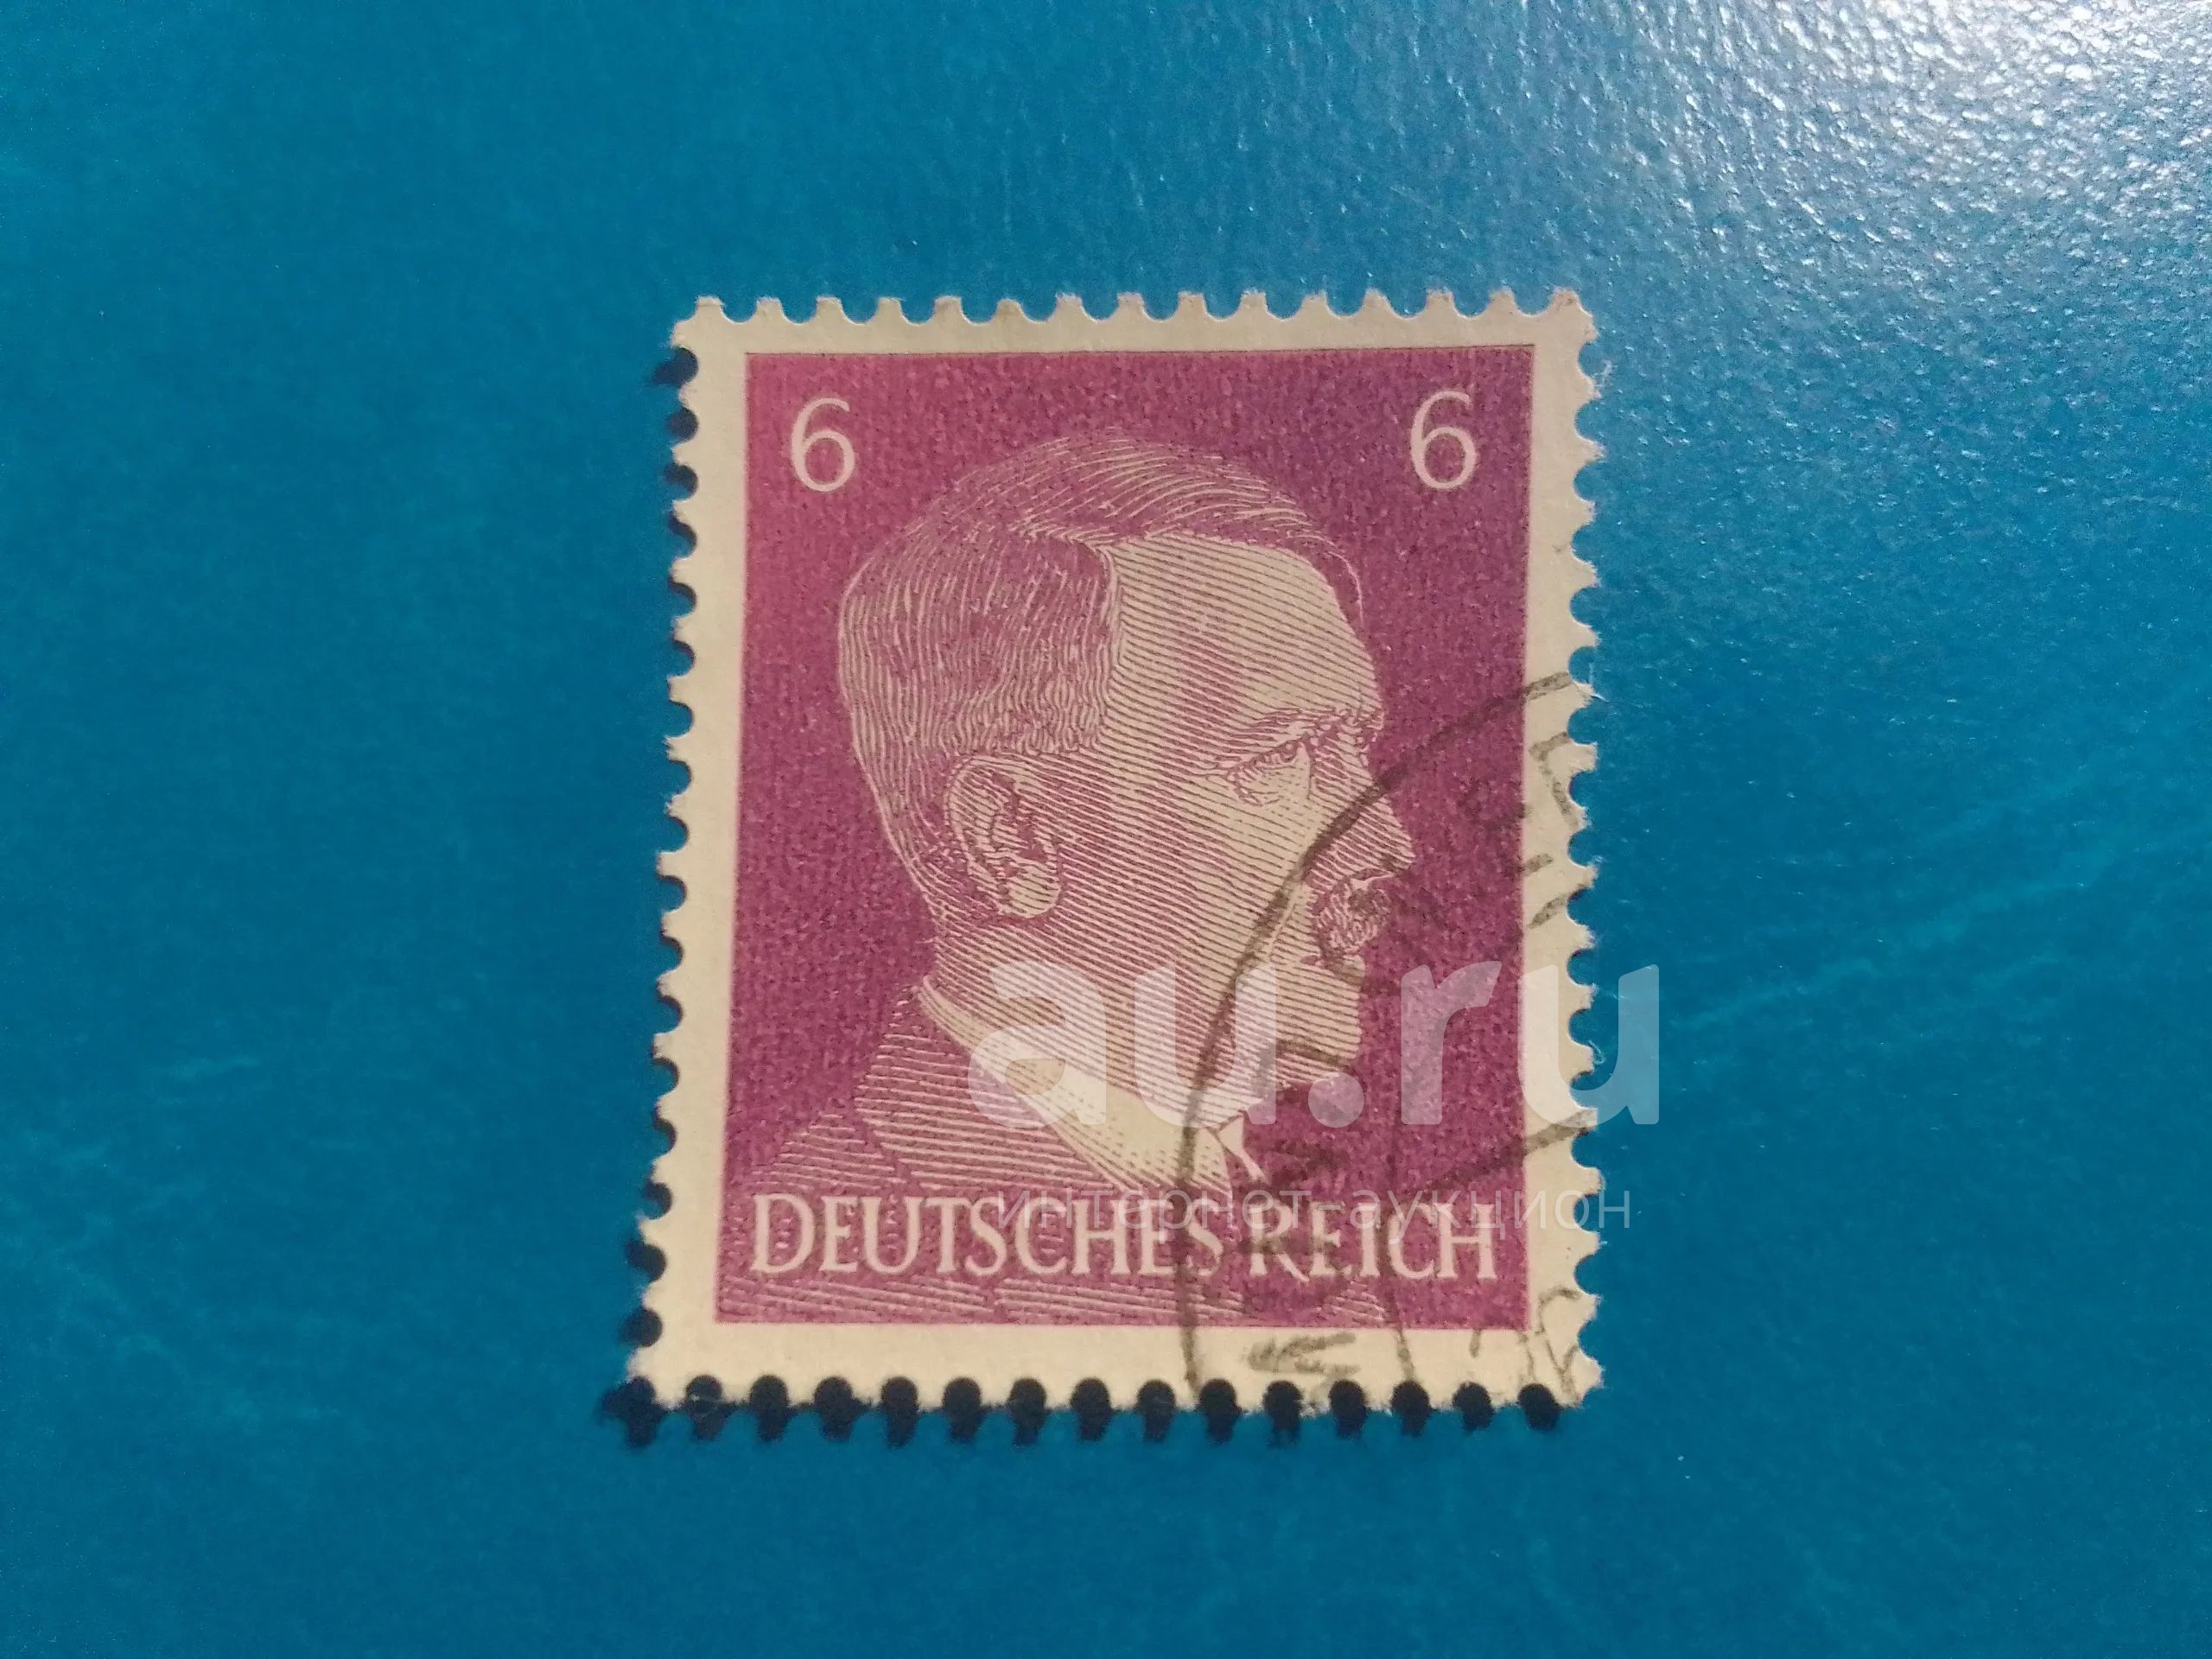 6 6
au.ru
интернет-аукцион
DEUTSCHES REICH